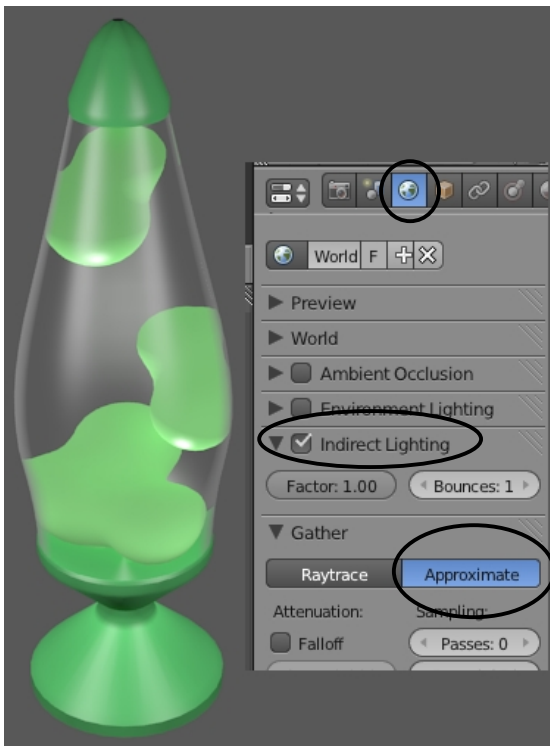 World F
Preview
World
Ambient Occlusion
Environment Lighting
Indirect Lighting
Factor: 1.00 Bounces: 1
Gather
Raytrace Approximate
Attenuation: Sampling:
Falloff Passes: 0